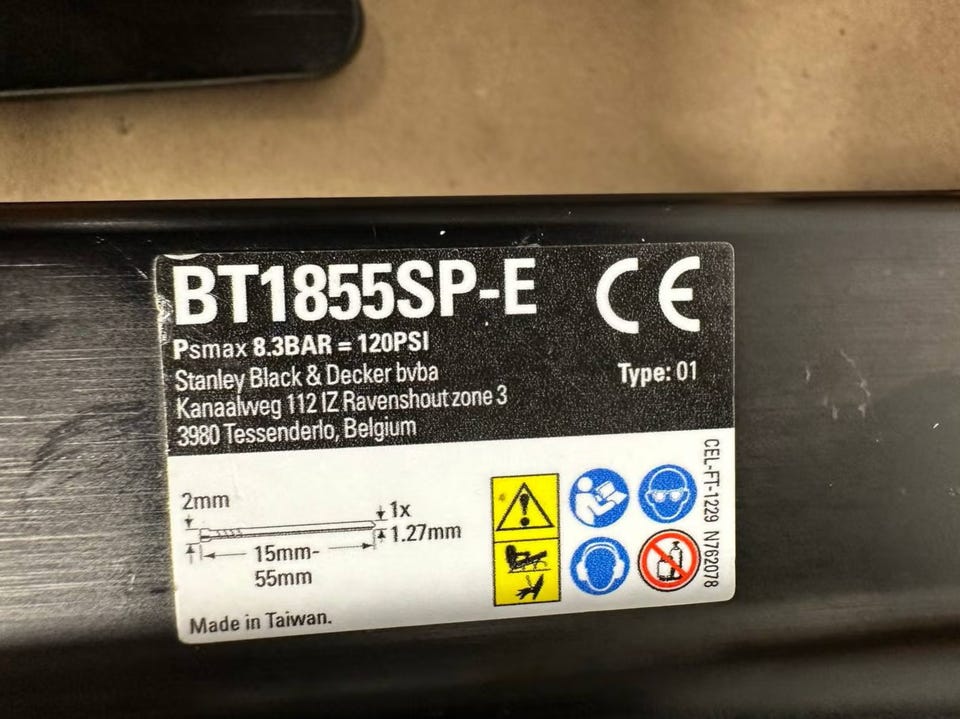 BT1855SP-E
CE
Psmax 8.3BAR = 120PSI
Stanley Black & Decker bvba
Type: 01
Kanaalweg 112 IZ Ravenshout zone 3
3980 Tessenderlo, Belgium
2mm
1x
1.27mm
15mm-
55mm
CEL-FT-1229 N762078
Made in Taiwan.